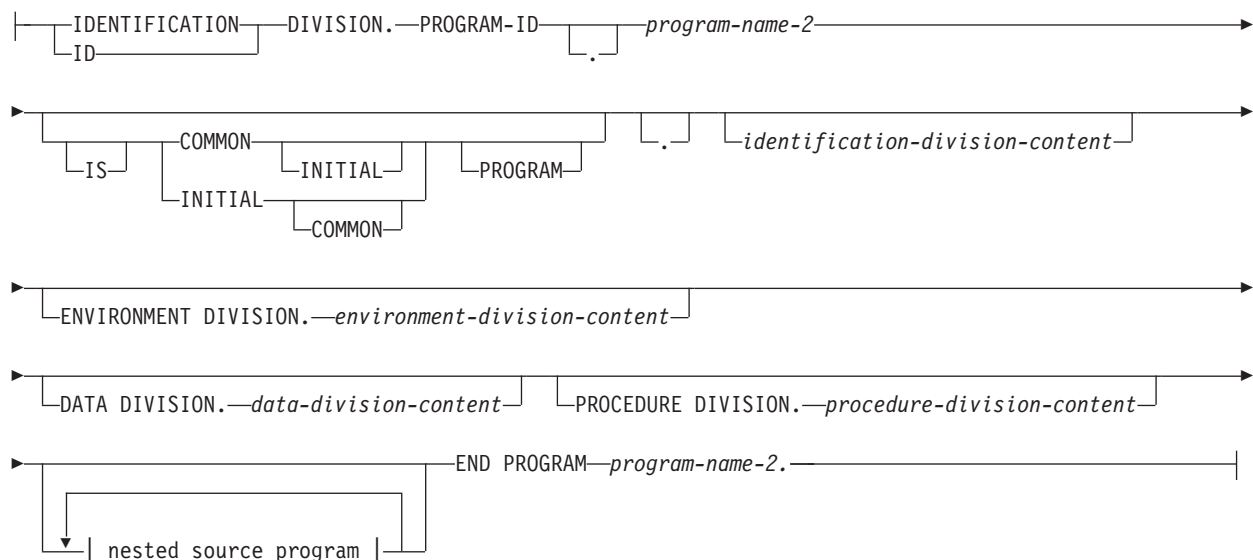 IDENTIFICATION DIVISION. PROGRAM-ID program-name-2
ID .
COMMON . identification-division-content
IS INITIAL PROGRAM
INITIAL
COMMON
ENVIRONMENT DIVISION. environment-division-content
DATA DIVISION. data-division-content PROCEDURE DIVISION. procedure-division-content
END PROGRAM program-name-2.
nested source program